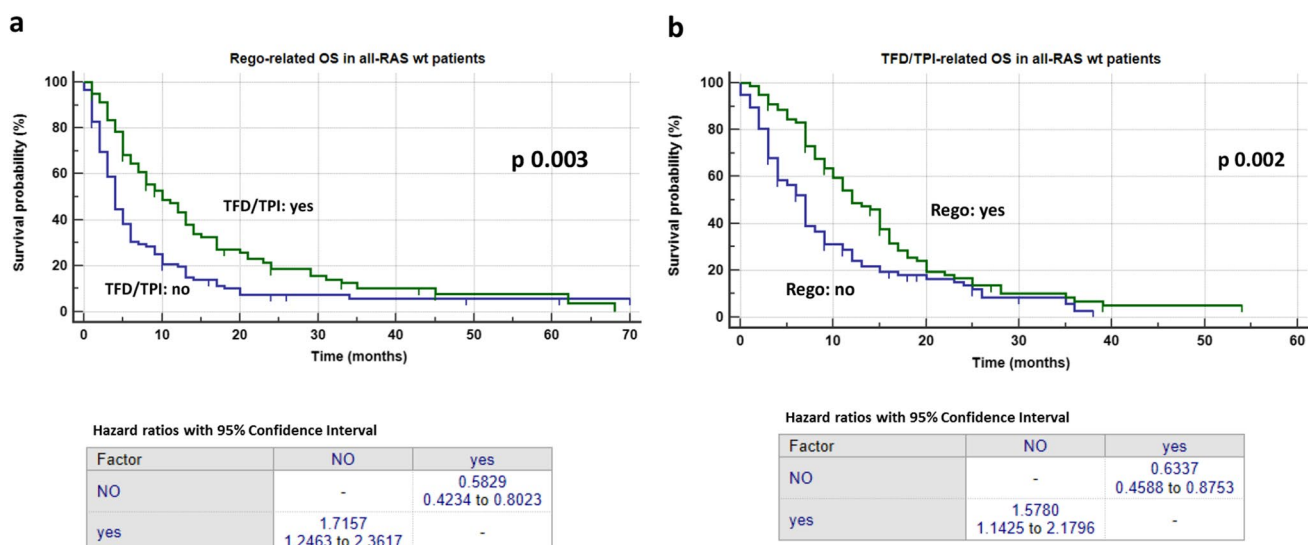 a
Rego-related OS in all-RAS wt patients
Survival probability (%)
100
80
60
40
20
0
p 0.003
TFD/TPI: yes
TFD/TPI: no
0 10 20 30 40 50 60 70
Time (months)
Hazard ratios with 95% Confidence Interval
Factor NO yes
NO - 0.5829
0.4234 to 0.8023
yes 1.7157 -
1.2463 to 2.3617
b
TFD/TPI-related OS in all-RAS wt patients
Survival probability (%)
100
80
60
40
20
0
p 0.002
Rego: yes
Rego: no
0 10 20 30 40 50 60
Time (months)
Hazard ratios with 95% Confidence Interval
Factor NO yes
NO - 0.6337
0.4588 to 0.8753
yes 1.5780 -
1.1425 to 2.1796